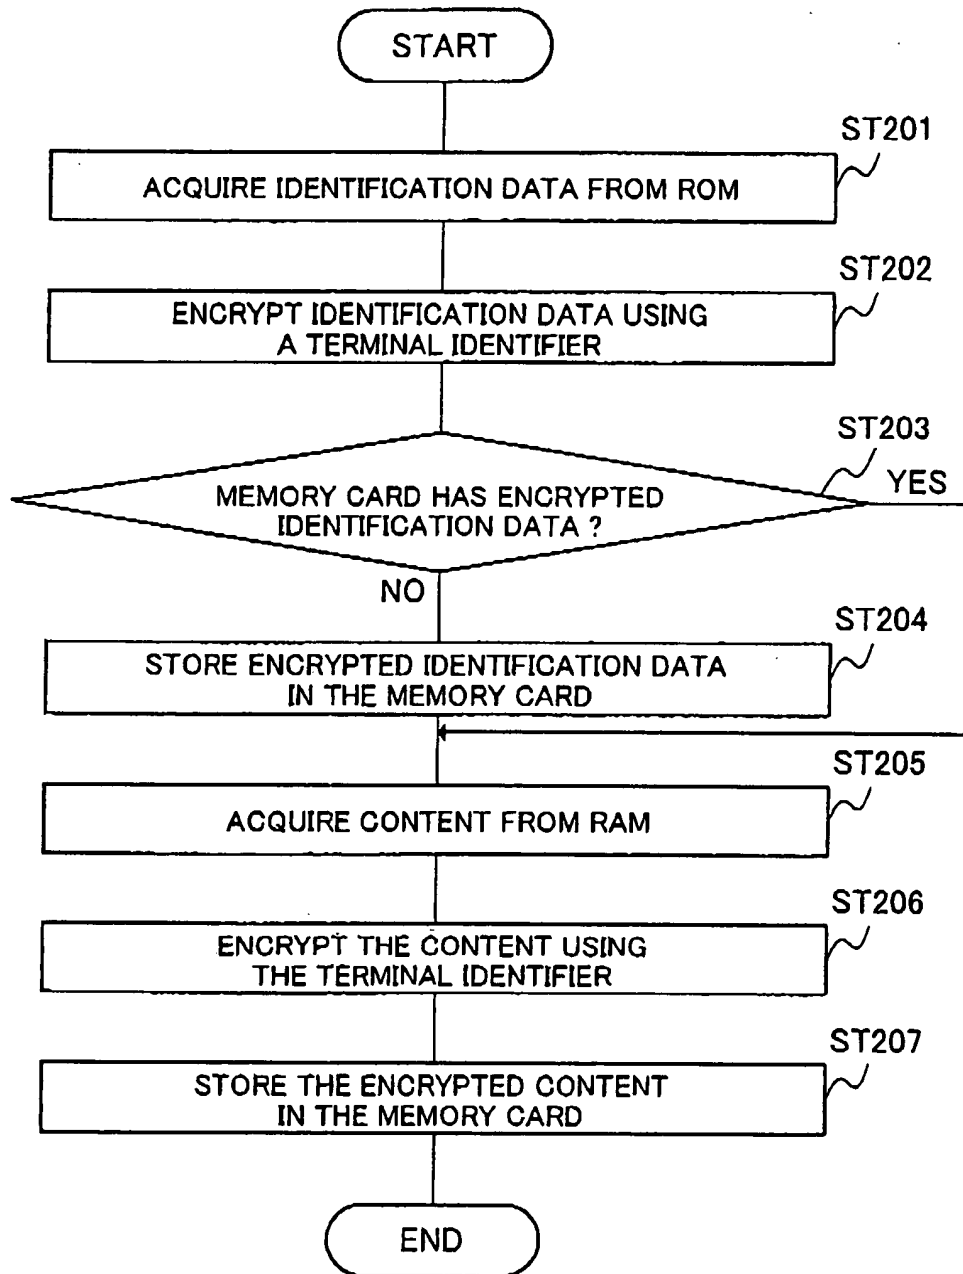 START
ST201
ACQUIRE IDENTIFICATION DATA FROM ROM
ST202
ENCRYPT IDENTIFICATION DATA USING
A TERMINAL IDENTIFIER
ST203
YES
MEMORY CARD HAS ENCRYPTED
IDENTIFICATION DATA ?
NO
ST204
STORE ENCRYPTED IDENTIFICATION DATA
IN THE MEMORY CARD
ST205
ACQUIRE CONTENT FROM RAM
ST206
ENCRYPT THE CONTENT USING
THE TERMINAL IDENTIFIER
ST207
STORE THE ENCRYPTED CONTENT
IN THE MEMORY CARD
END